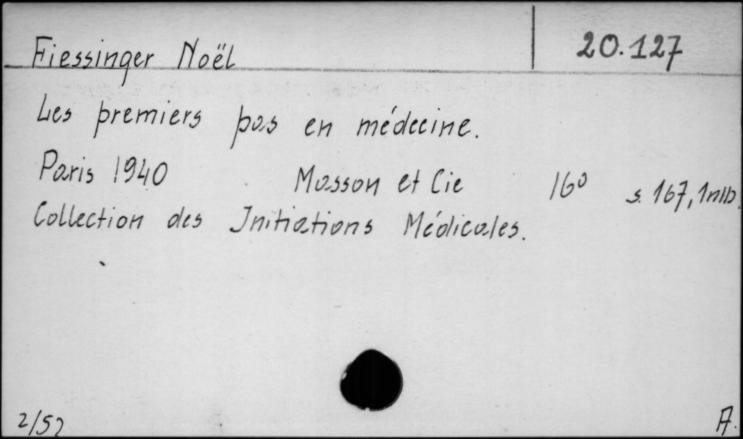 Fiessinger Noël 20.127
Les premiers pas en médecine.
Paris 1940 Masson et Cie 16° s. 167, 1nlb.
Collection des Initiations Médicales.
2/52 A.